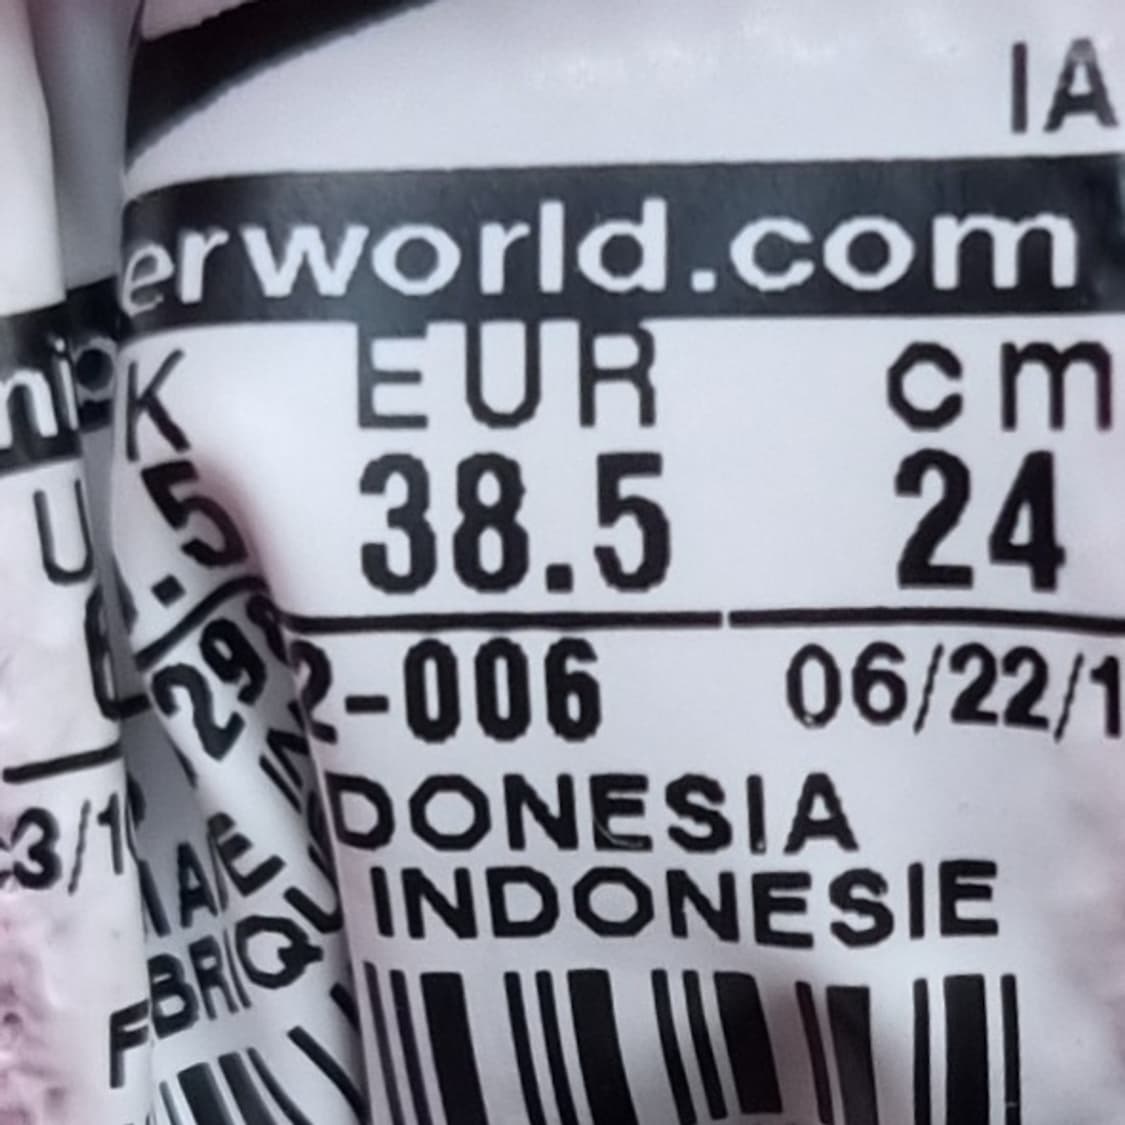 IA
erworld.com
K EUR cm
.5 38.5 24
2-006 06/22/1
DONESIA
INDONESIE